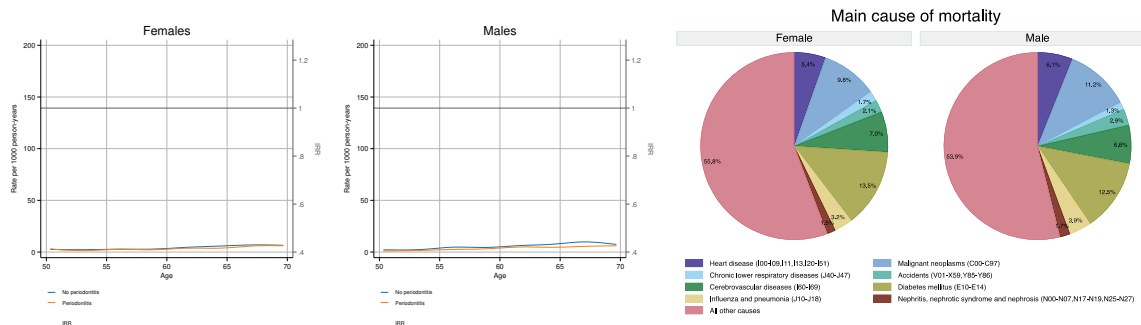 Females
200
150
100
50
0
Rate per 1000 person-years
1.2
1
.8
.6
.4
IRR
50
55
60
65
70
Age
No periodontitis
Periodontitis
IRR
Males
200
150
100
50
0
Rate per 1000 person-years
1.2
1
.8
.6
.4
IRR
50
55
60
65
70
Age
No periodontitis
Periodontitis
IRR
Main cause of mortality
Female
5,4%
9.8%
1.7%
2.1%
7.0%
13.5%
3.2%
55,8%
Male
6,1%
11.2%
1.3%
2.9%
6.6%
12.5%
3,9%
53,9%
Heart disease (I00-I09,I11,I13,I20-I51)
Malignant neoplasms (C00-C97)
Chronic lower respiratory diseases (J40-J47)
Accidents (V01-X59,Y85-Y86)
Cerebrovascular diseases (I60-I69)
Diabetes mellitus (E10-E14)
Influenza and pneumonia (J10-J18)
Nephritis, nephrotic syndrome and nephrosis (N00-N07,N17-N19,N25-N27)
All other causes